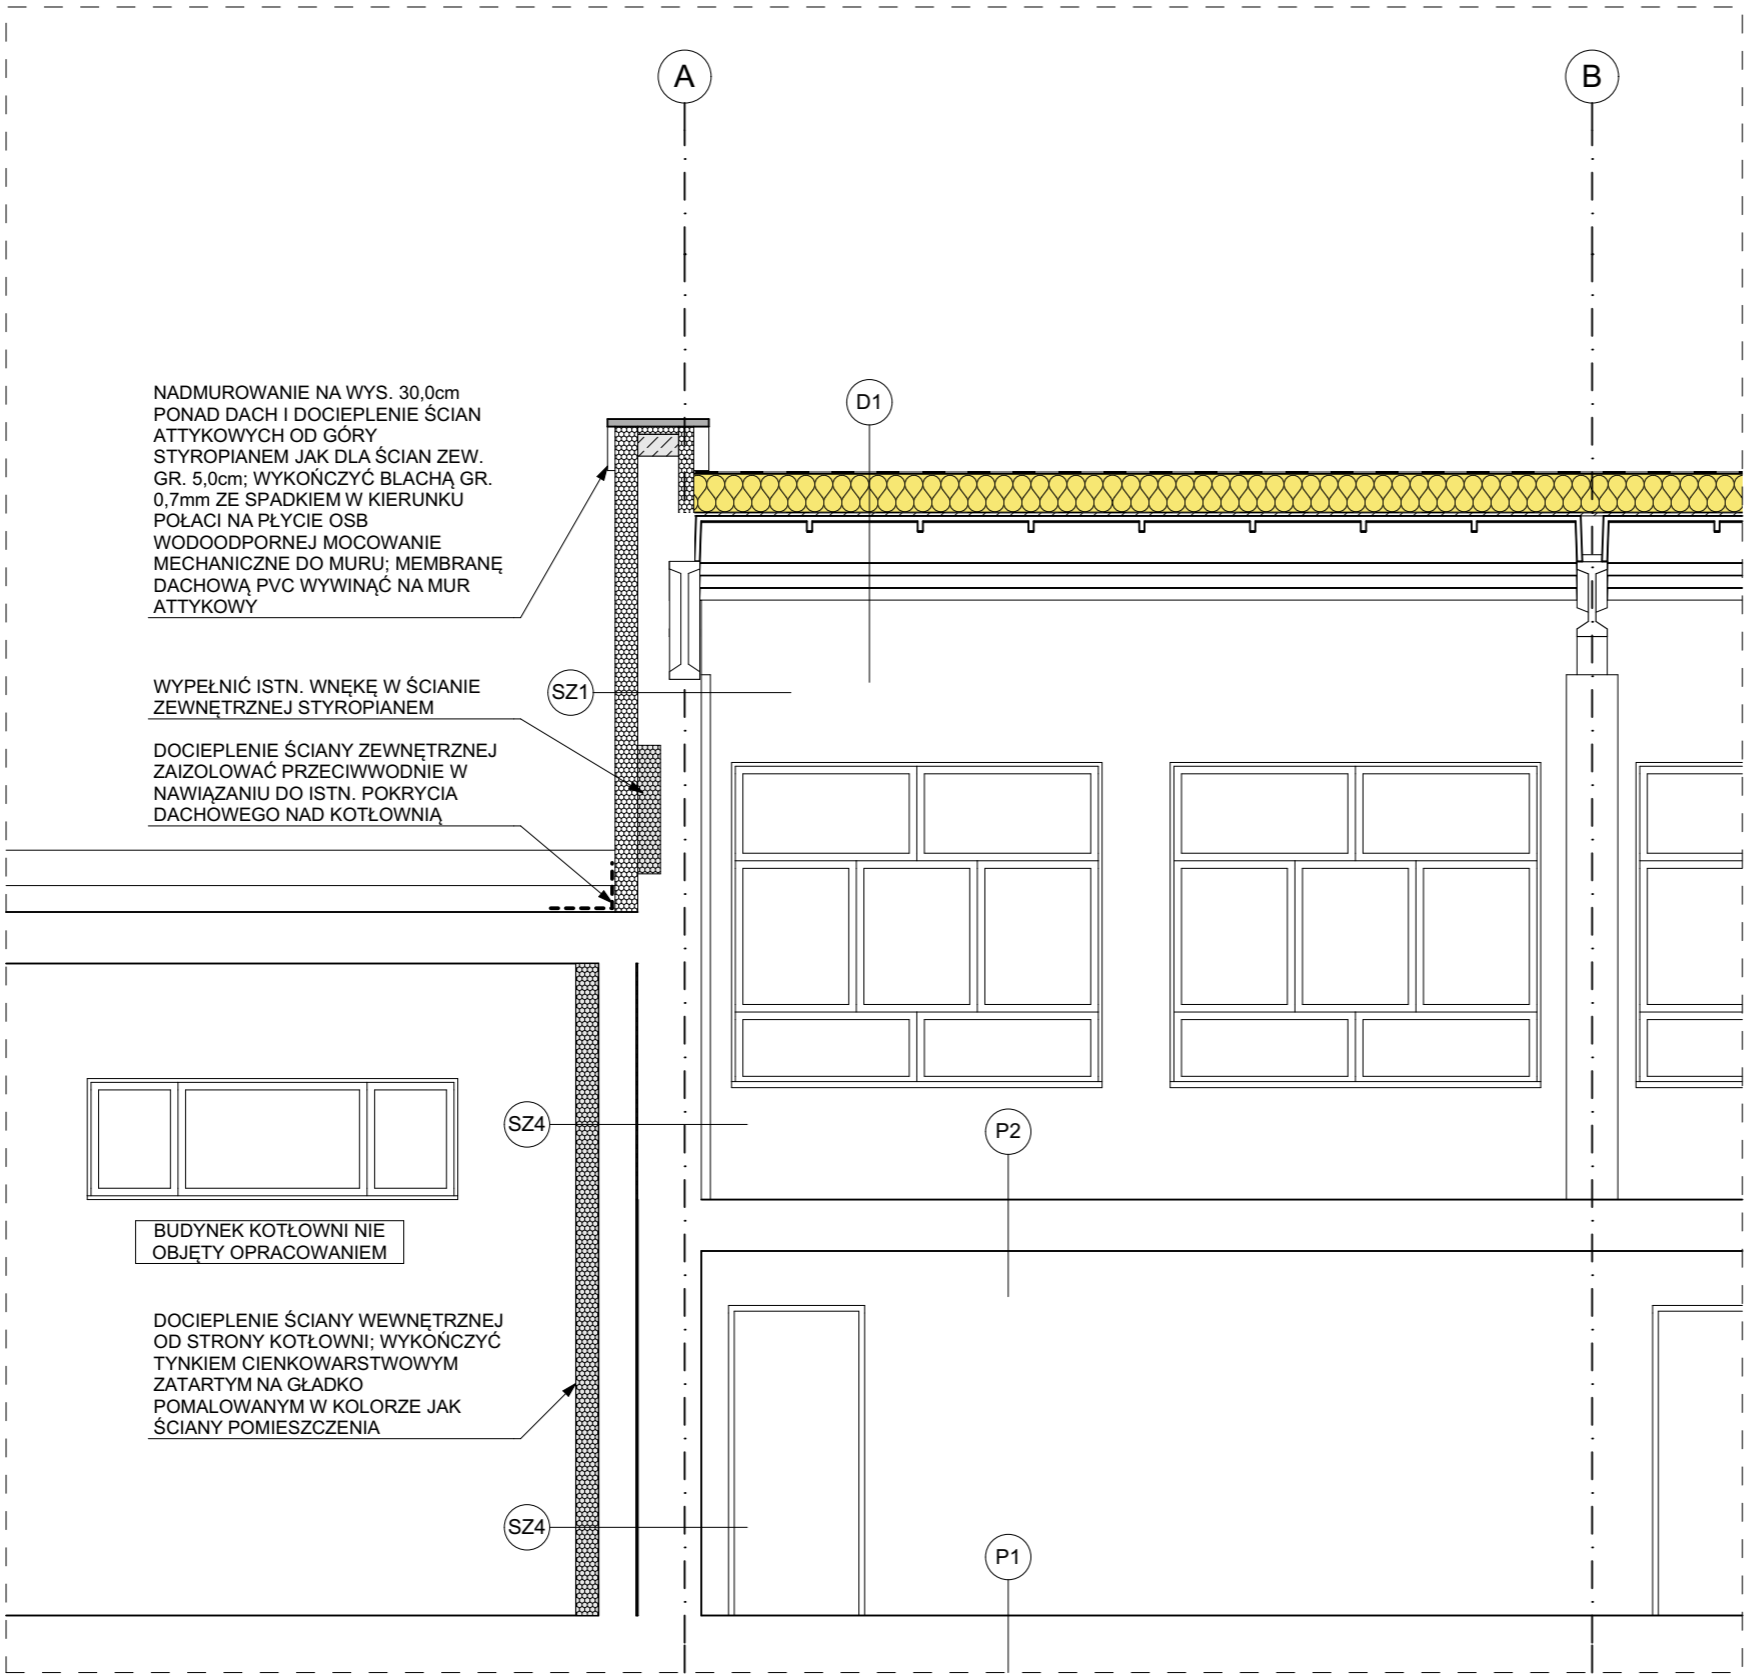 A
B
NADMUROWANIE NA WYS. 30,0cm
PONAD DACH I DOCIEPLENIE ŚCIAN
ATTYKOWYCH OD GÓRY
STYROPIANEM JAK DLA ŚCIAN ZEW.
GR. 5,0cm; WYKOŃCZYĆ BLACHĄ GR.
0,7mm ZE SPADKIEM W KIERUNKU
POŁACI NA PŁYCIE OSB
WODOODPORNEJ MOCOWANIE
MECHANICZNE DO MURU; MEMBRANĘ
DACHOWĄ PVC WYWINĄĆ NA MUR
ATTYKOWY
D1
WYPEŁNIĆ ISTN. WNĘKĘ W ŚCIANIE
ZEWNĘTRZNEJ STYROPIANEM
SZ1
DOCIEPLENIE ŚCIANY ZEWNĘTRZNEJ
ZAIZOLOWAĆ PRZECIWWODNIE W
NAWIĄZANIU DO ISTN. POKRYCIA
DACHOWEGO NAD KOTŁOWNIĄ
SZ4
P2
BUDYNEK KOTŁOWNI NIE
OBJĘTY OPRACOWANIEM
DOCIEPLENIE ŚCIANY WEWNĘTRZNEJ
OD STRONY KOTŁOWNI; WYKOŃCZYĆ
TYNKIEM CIENKOWARSTWOWYM
ZATARTYM NA GŁADKO
POMALOWANYM W KOLORZE JAK
ŚCIANY POMIESZCZENIA
SZ4
P1